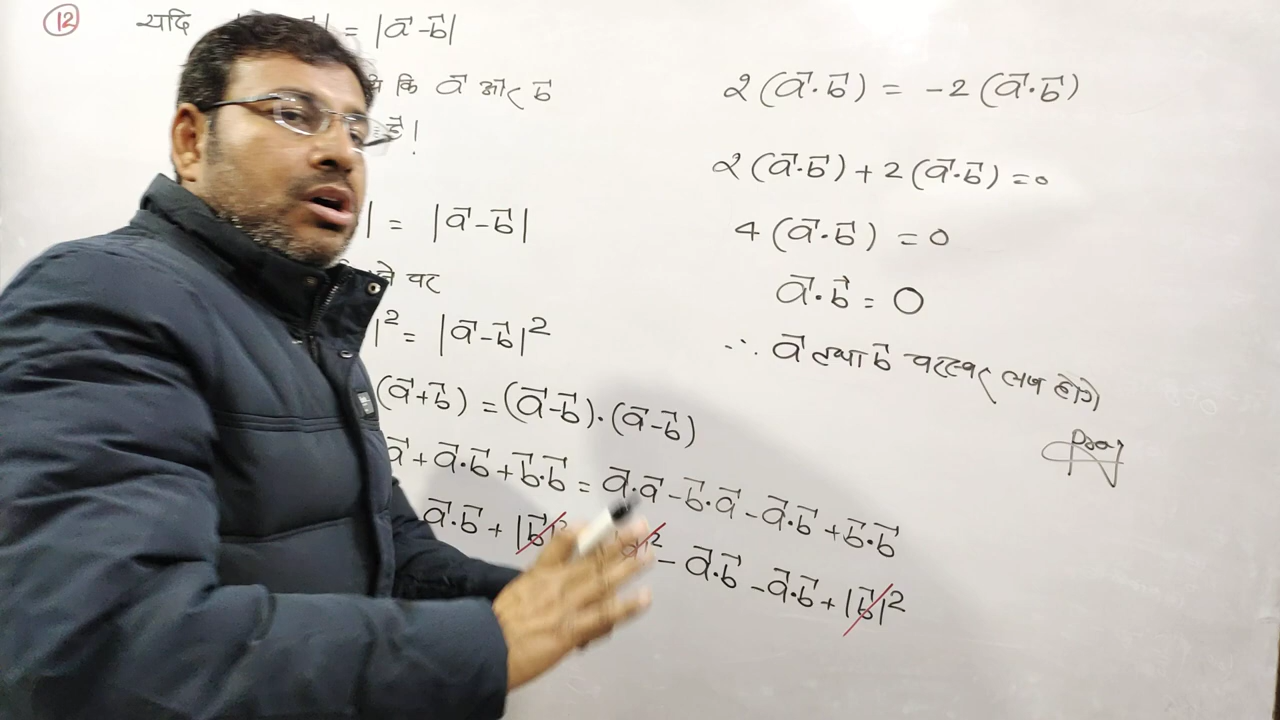 12 यदि | = |a⃗-b⃗|
कि a⃗ और b⃗
है!
| = |a⃗-b⃗|
पर
|² = |a⃗-b⃗|²
(a⃗+b⃗) = (a⃗-b⃗)·(a⃗-b⃗)
a⃗ + a⃗·b⃗ + b⃗·b⃗ = a⃗·a⃗ - b⃗·a⃗ - a⃗·b⃗ + b⃗·b⃗
a⃗·b⃗ + |b⃗|² a⃗|² - a⃗·b⃗ - a⃗·b⃗ + |b⃗|²
2(a⃗·b⃗) = -2(a⃗·b⃗)
2(a⃗·b⃗) + 2(a⃗·b⃗) = 0
4(a⃗·b⃗) = 0
a⃗·b⃗ = 0
∴ a⃗ तथा b⃗ परस्पर लम्ब होंगे